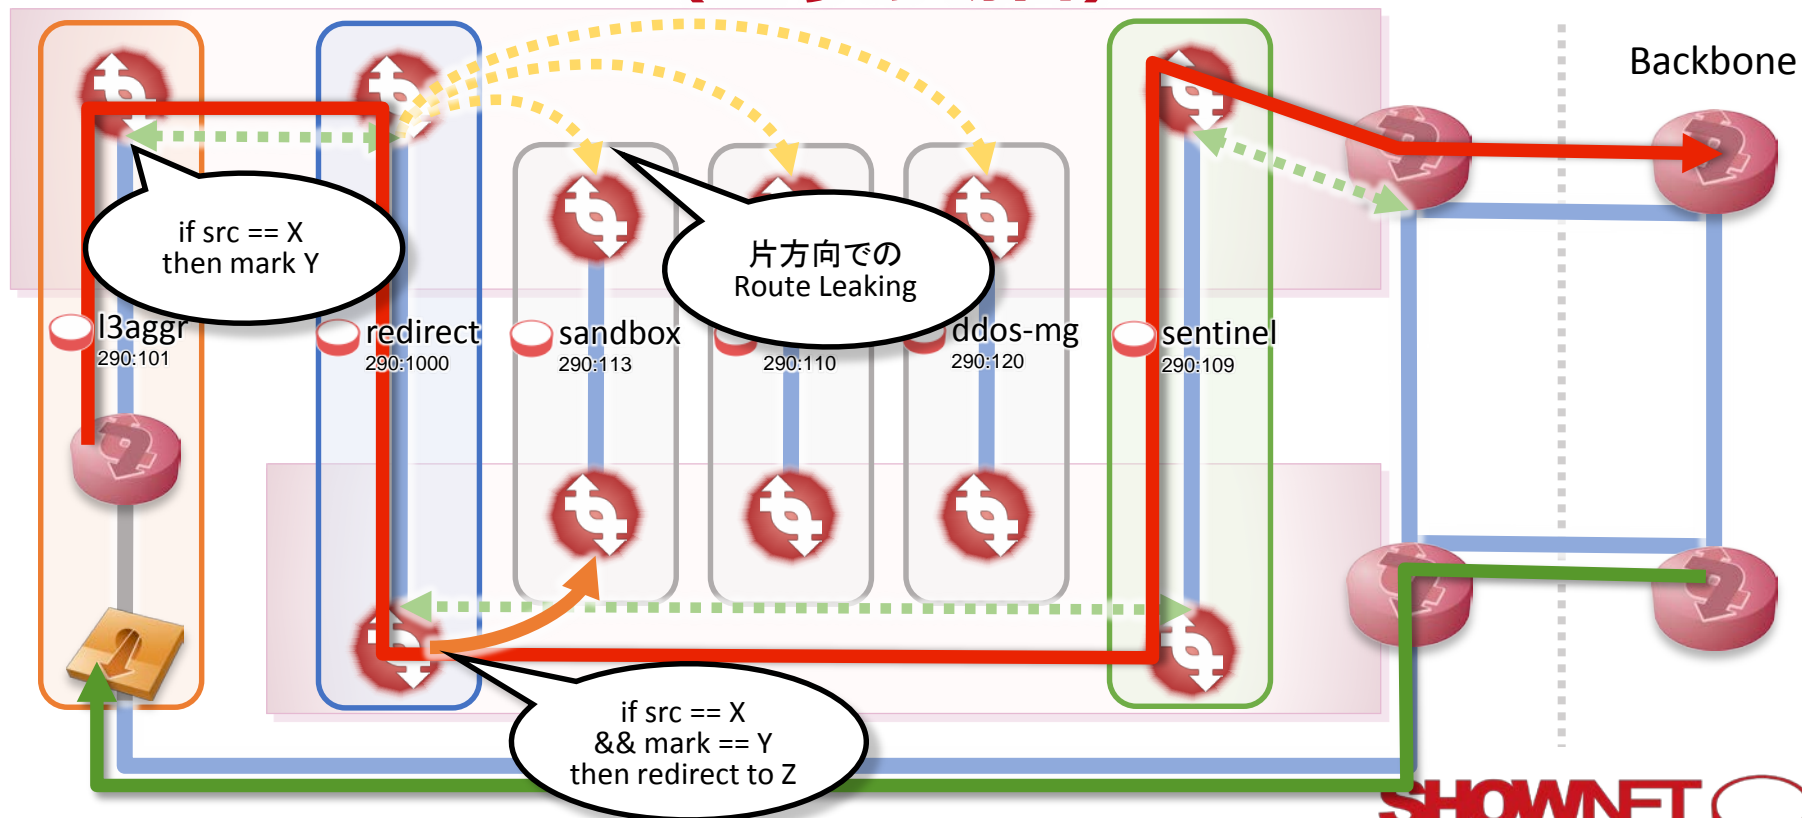 Backbone
if src == X
then mark Y
片方向での
Route Leaking
l3aggr
290:101
redirect
290:1000
sandbox
290:113
290:110
ddos-mg
290:120
sentinel
290:109
if src == X
&& mark == Y
then redirect to Z
SHOWNET